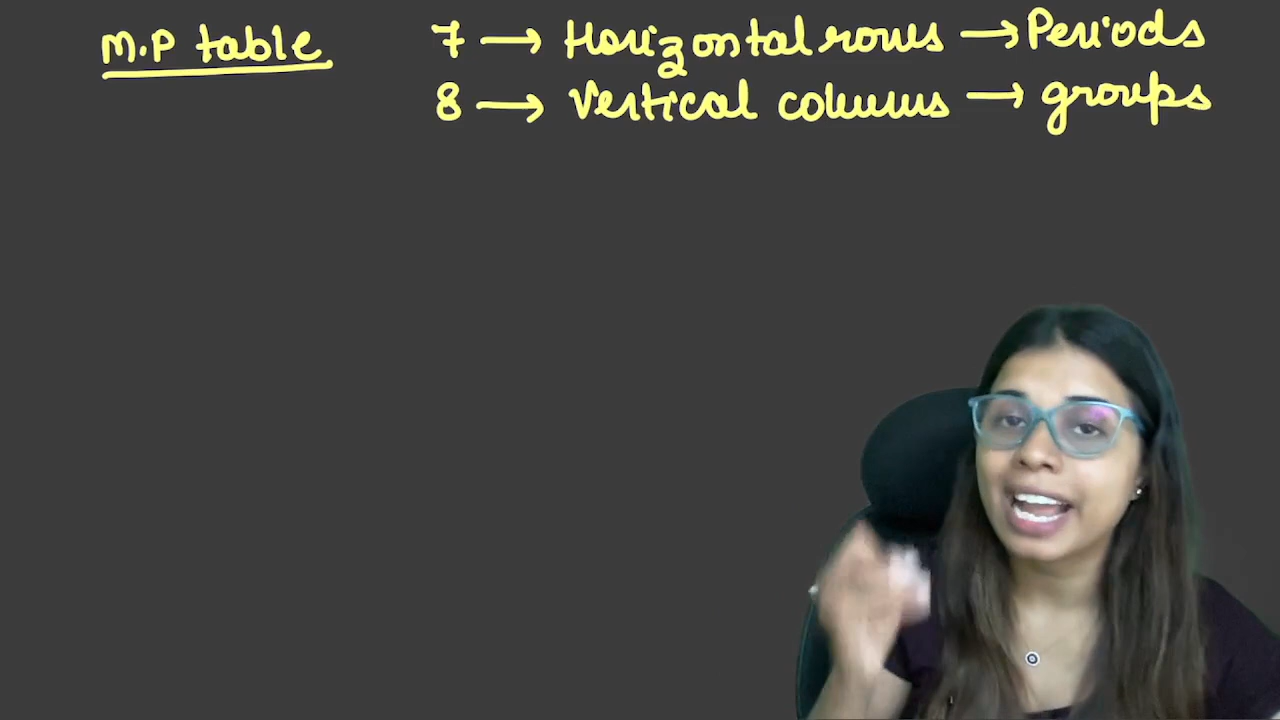 M.P table 7 → Horizontal rows → Periods
8 → Vertical columns → groups